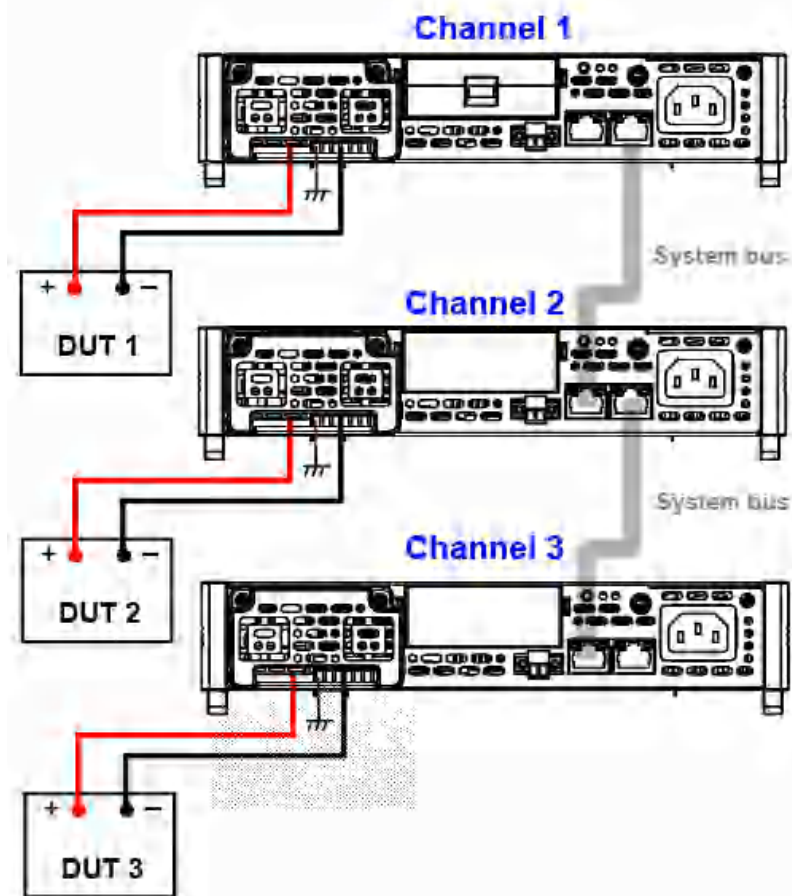 Channel 1
System bus
+ −
DUT 1
Channel 2
System bus
+ −
DUT 2
Channel 3
+ −
DUT 3